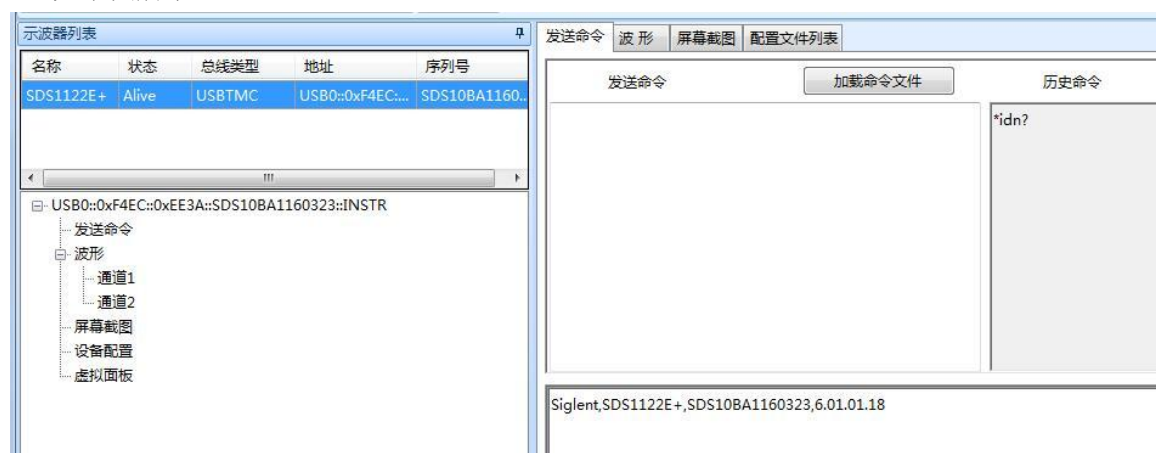 示波器列表
名称 状态 总线类型 地址 序列号
SDS1122E+ Alive USBTMC USB0::0xF4EC:... SDS10BA1160...
USB0::0xF4EC::0xEE3A::SDS10BA1160323::INSTR
发送命令
波形
通道1
通道2
屏幕截图
设备配置
虚拟面板
发送命令 波 形 屏幕截图 配置文件列表
发送命令 加载命令文件 历史命令
*idn?
Siglent,SDS1122E+,SDS10BA1160323,6.01.01.18